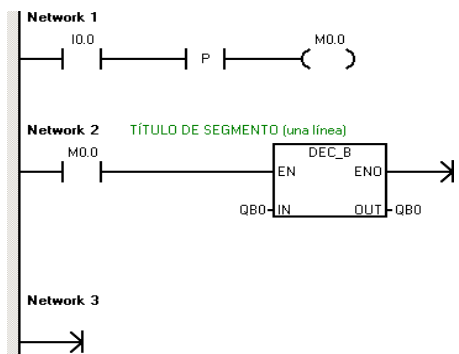 Network 1
I0.0
M0.0
P
Network 2 TÍTULO DE SEGMENTO (una línea)
M0.0
DEC_B
EN ENO
QB0 IN OUT QB0
Network 3